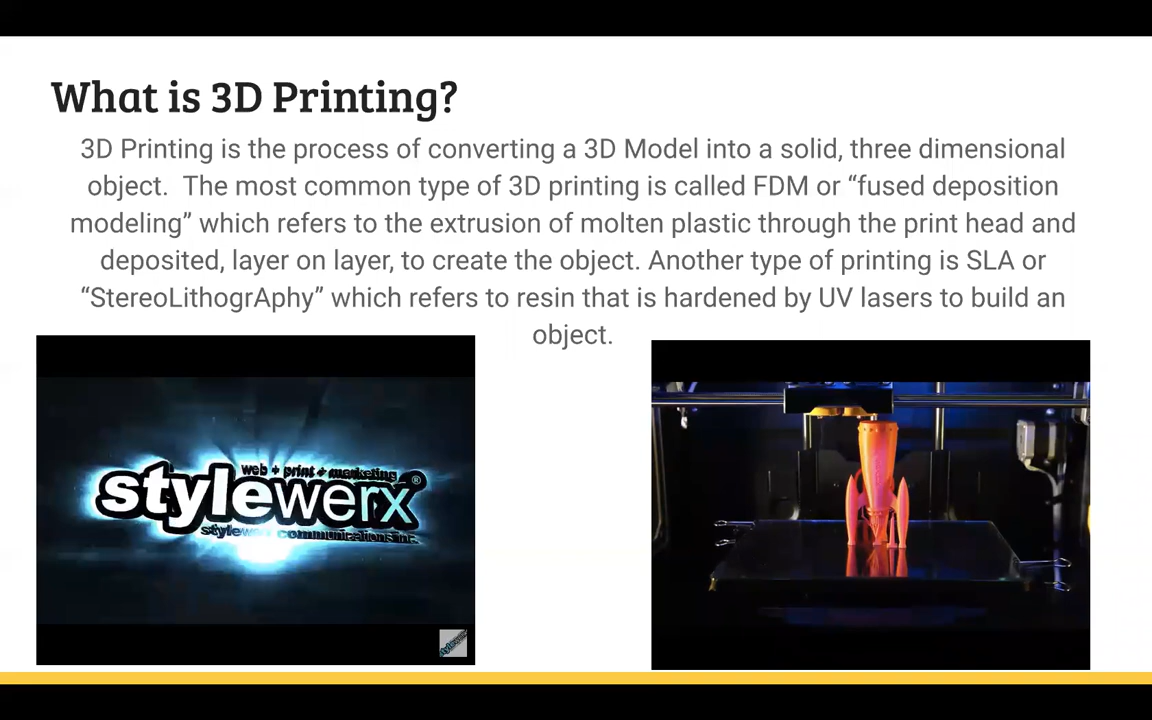 What is 3D Printing?
3D Printing is the process of converting a 3D Model into a solid, three dimensional
object.  The most common type of 3D printing is called FDM or “fused deposition
modeling” which refers to the extrusion of molten plastic through the print head and
deposited, layer on layer, to create the object. Another type of printing is SLA or
“StereoLithogrAphy” which refers to resin that is hardened by UV lasers to build an
object.
web + print + marketing
stylewerx®
stylewerx communications inc.
stylewerx